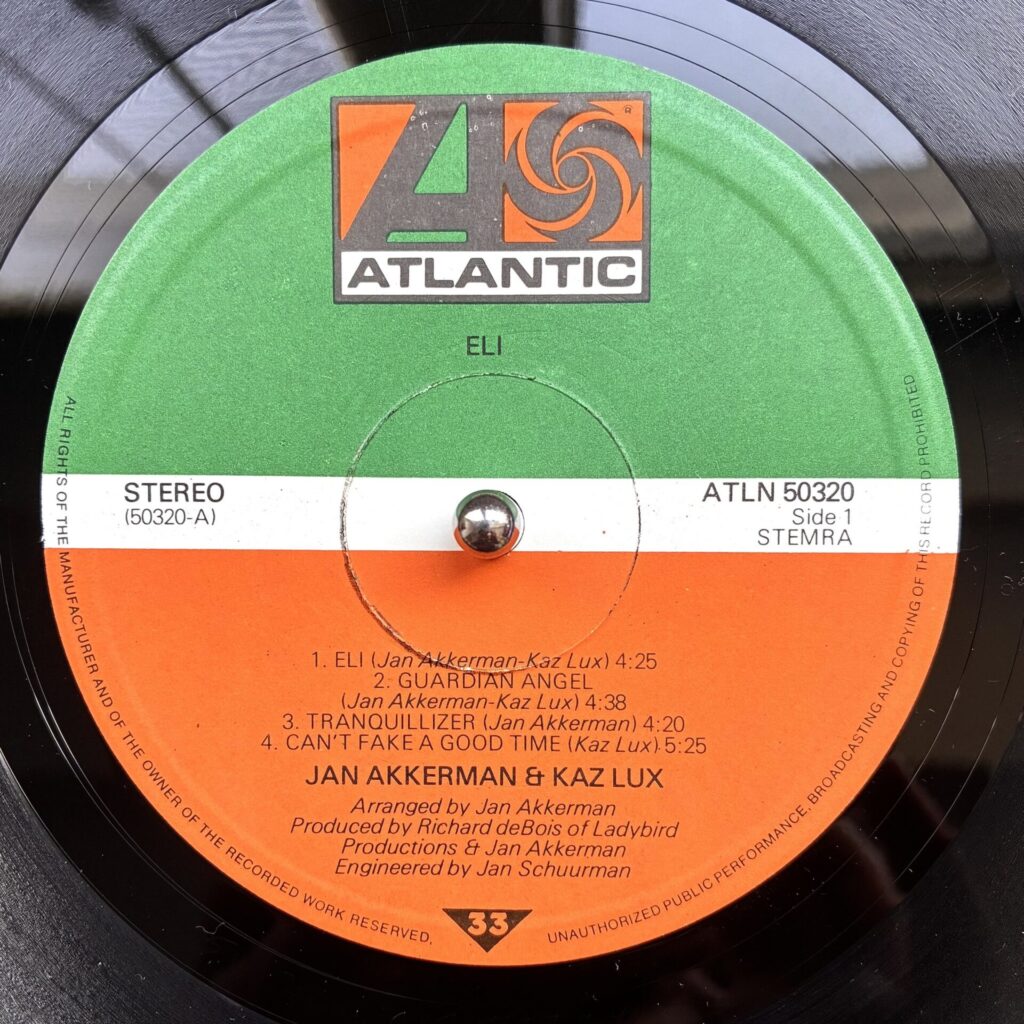 ®
ATLANTIC
ELI
STEREO
(50320-A)
ATLN 50320
Side 1
STEMRA
1. ELI (Jan Akkerman-Kaz Lux) 4:25
2. GUARDIAN ANGEL
(Jan Akkerman-Kaz Lux) 4:38
3. TRANQUILLIZER (Jan Akkerman) 4:20
4. CAN'T FAKE A GOOD TIME (Kaz Lux) 5:25
JAN AKKERMAN & KAZ LUX
Arranged by Jan Akkerman
Produced by Richard deBois of Ladybird
Productions & Jan Akkerman
Engineered by Jan Schuurman
33
ALL RIGHTS OF THE MANUFACTURER AND OF THE OWNER OF THE RECORDED WORK RESERVED.
UNAUTHORIZED PUBLIC PERFORMANCE, BROADCASTING AND COPYING OF THIS RECORD PROHIBITED